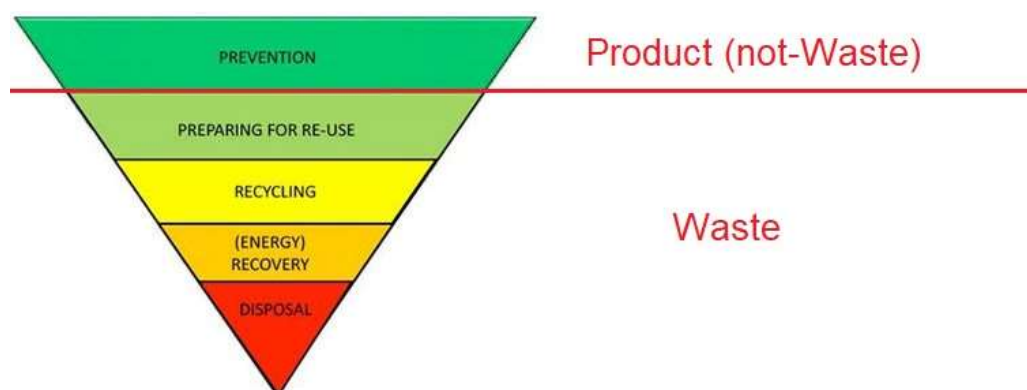 PREVENTION
Product (not-Waste)
PREPARING FOR RE-USE
RECYCLING
Waste
(ENERGY)
RECOVERY
DISPOSAL